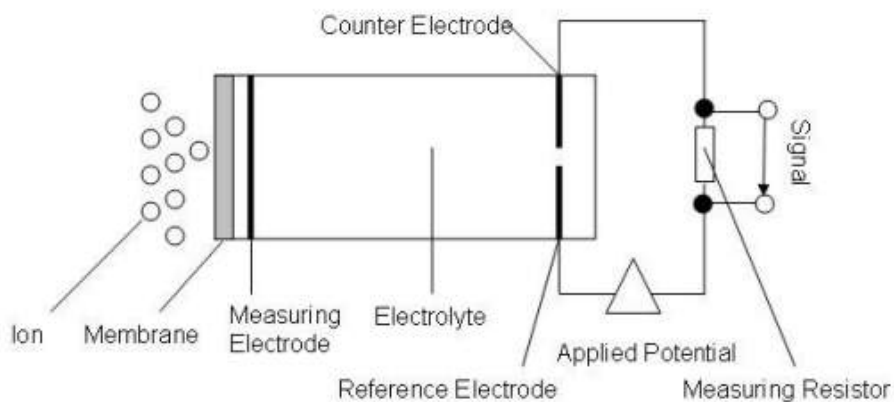 Counter Electrode
Signal
Ion
Membrane
Measuring
Electrode
Electrolyte
Applied Potential
Reference Electrode
Measuring Resistor